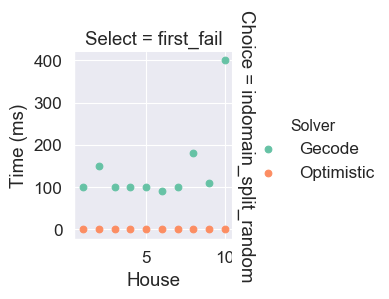 Select = first_fail
Choice = indomain_split_random
Time (ms)
400
300
200
100
0
5
10
House
Solver
Gecode
Optimistic